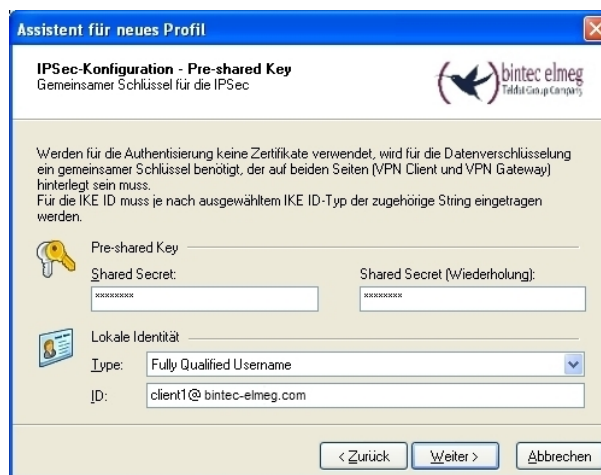 Assistent für neues Profil
IPSec-Konfiguration - Pre-shared Key
Gemeinsamer Schlüssel für die IPSec
bintec elmeg
Teldat Group Company
Werden für die Authentisierung keine Zertifikate verwendet, wird für die Datenverschlüsselung
ein gemeinsamer Schlüssel benötigt, der auf beiden Seiten (VPN Client und VPN Gateway)
hinterlegt sein muss.
Für die IKE ID muss je nach ausgewähltem IKE ID-Typ der zugehörige String eingetragen
werden.
Pre-shared Key
Shared Secret:
Shared Secret (Wiederholung):
xxxxxxxx
xxxxxxxx
Lokale Identität
Type:
Fully Qualified Username
ID:
client1@ bintec-elmeg.com
< Zurück
Weiter >
Abbrechen